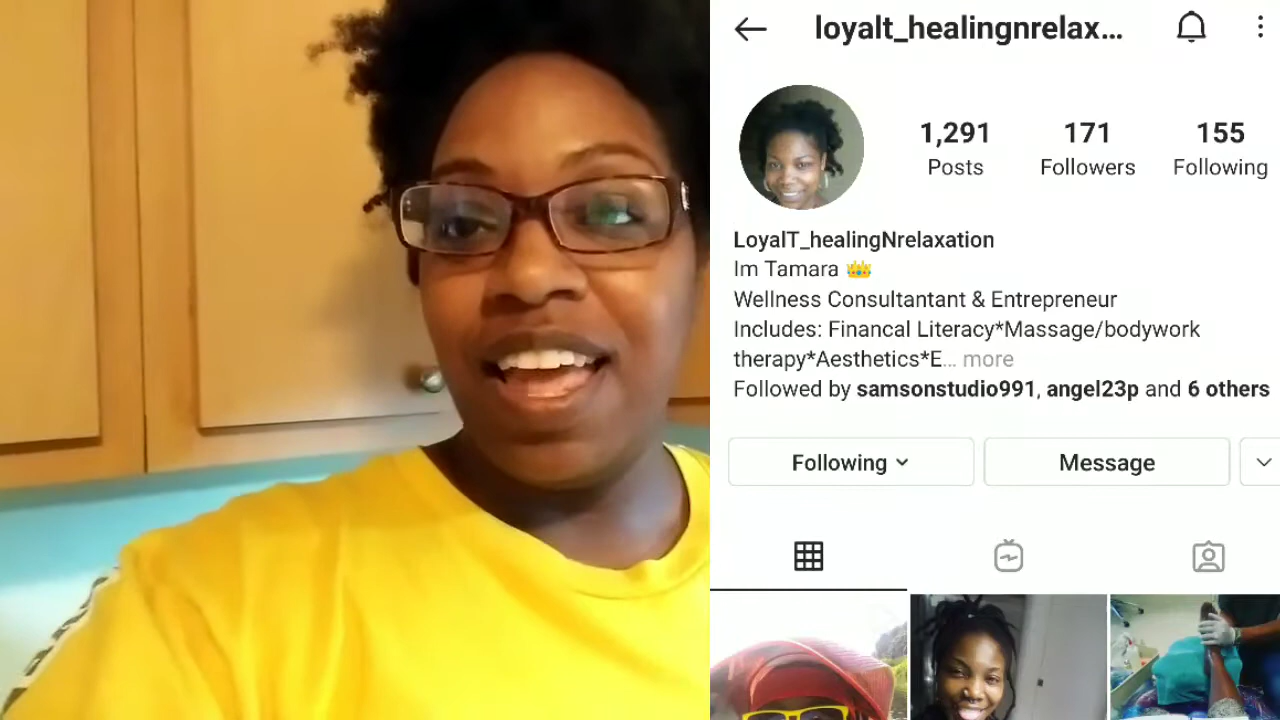 loyalt_healingnrelax...
1,291 171 155
Posts Followers Following
LoyalT_healingNrelaxation
Im Tamara 👑
Wellness Consultantant & Entrepreneur
Includes: Financal Literacy*Massage/bodywork
therapy*Aesthetics*E... more
Followed by samsonstudio991, angel23p and 6 others
Following Message